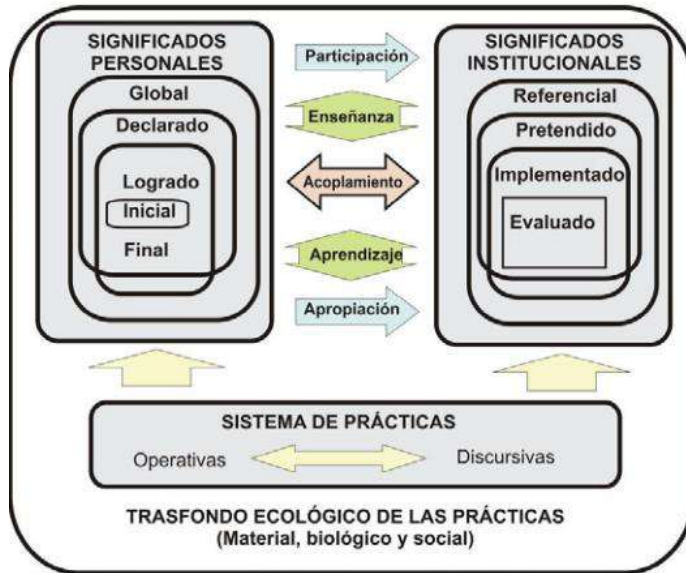 SIGNIFICADOS
PERSONALES
Global
Declarado
Logrado
Inicial
Final
Participación
Enseñanza
Acoplamiento
Aprendizaje
Apropiación
SIGNIFICADOS
INSTITUCIONALES
Referencial
Pretendido
Implementado
Evaluado
SISTEMA DE PRÁCTICAS
Operativas
Discursivas
TRASFONDO ECOLÓGICO DE LAS PRÁCTICAS
(Material, biológico y social)